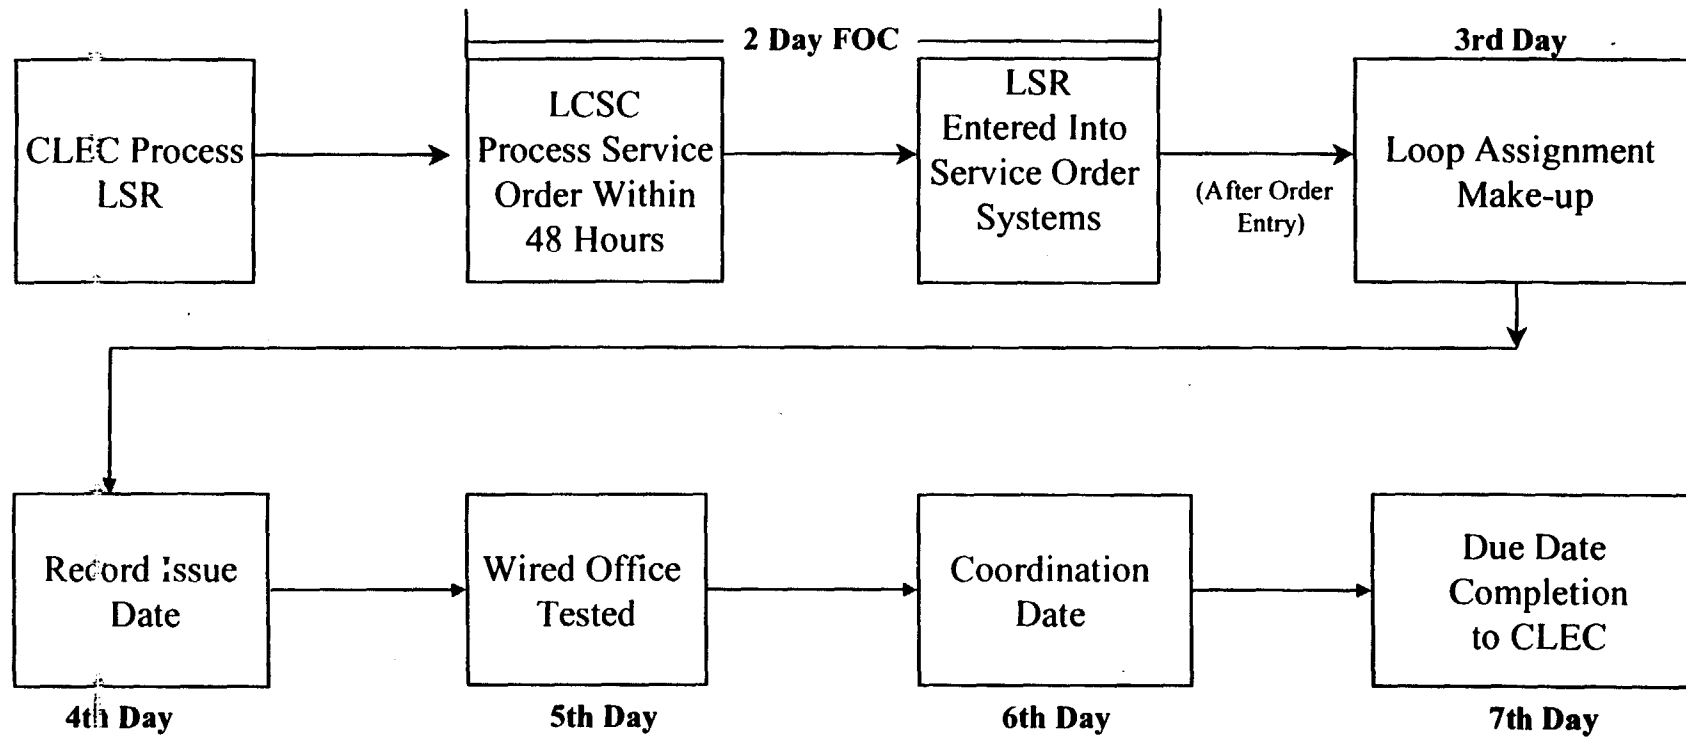 2 Day FOC
3rd Day
CLEC Process
LSR
LCSC
Process Service
Order Within
48 Hours
LSR
Entered Into
Service Order
Systems
(After Order
Entry)
Loop Assignment
Make-up
Record Issue
Date
4th Day
Wired Office
Tested
5th Day
Coordination
Date
6th Day
Due Date
Completion
to CLEC
7th Day